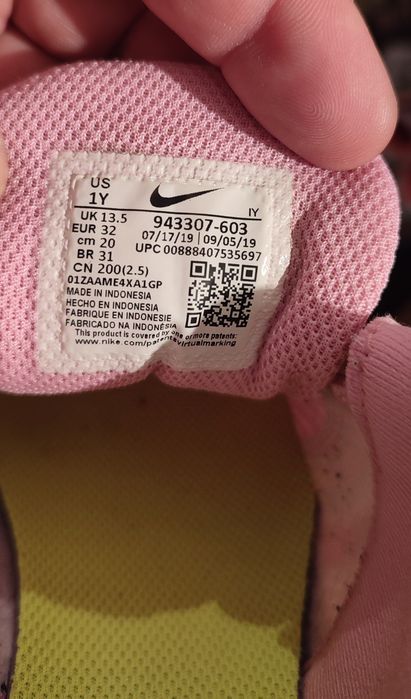 US
1Y
IY
UK 13.5
EUR 32
cm 20
BR 31
CN 200(2.5)
943307-603
07/17/19 | 09/05/19
UPC 00888407535697
01ZAAME4XA1GP
MADE IN INDONESIA
HECHO EN INDONESIA
FABRIQUE EN INDONESIE
FABRICADO NA INDONÉSIA
This product is covered by one or more patents:
www.nike.com/patentsvirtualmarking